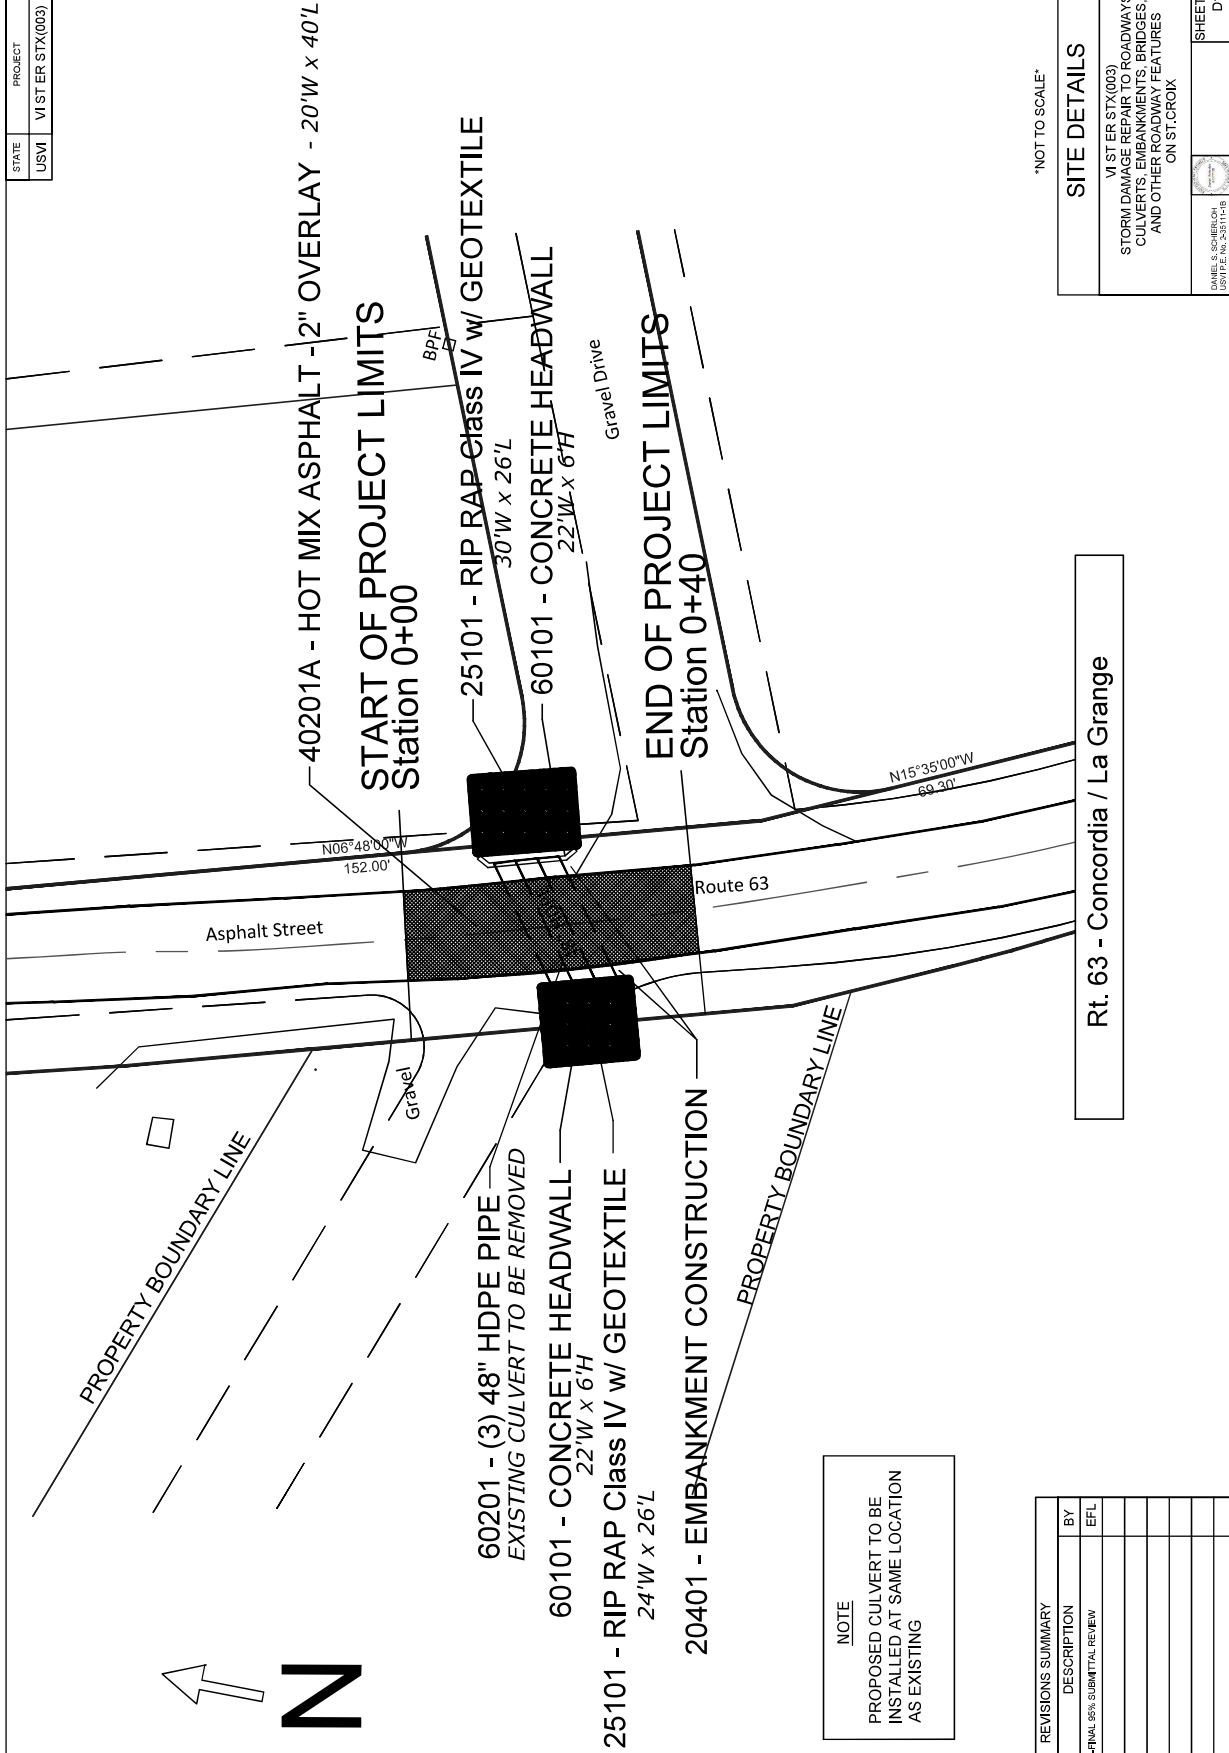 STATE
PROJECT
USVI
VI ST ER STX(003)
40201A - HOT MIX ASPHALT - 2" OVERLAY - 20'W x 40'L
START OF PROJECT LIMITS
Station 0+00
BPF
25101 - RIP RAP Class IV w/ GEOTEXTILE
30'W x 26'L
60101 - CONCRETE HEADWALL
22'W x 6'H
Gravel Drive
END OF PROJECT LIMITS
Station 0+40
N06°48'00"W
152.00'
N15°35'00"W
69.30'
Asphalt Street
Route 63
Gravel
PROPERTY BOUNDARY LINE
PROPERTY BOUNDARY LINE
60201 - (3) 48" HDPE PIPE
EXISTING CULVERT TO BE REMOVED
60101 - CONCRETE HEADWALL
22'W x 6'H
25101 - RIP RAP Class IV w/ GEOTEXTILE
24'W x 26'L
20401 - EMBANKMENT CONSTRUCTION
N
NOTE
PROPOSED CULVERT TO BE
INSTALLED AT SAME LOCATION
AS EXISTING
Rt. 63 - Concordia / La Grange
REVISIONS SUMMARY
DESCRIPTION
BY
FINAL 95% SUBMITTAL REVIEW
EFL
*NOT TO SCALE*
SITE DETAILS
VI ST ER STX(003)
STORM DAMAGE REPAIR TO ROADWAYS,
CULVERTS, EMBANKMENTS, BRIDGES,
AND OTHER ROADWAY FEATURES
ON ST.CROIX
DANIEL S. SCHIERLOH
USVI P.E. No. 2-35111-1B
SHEET